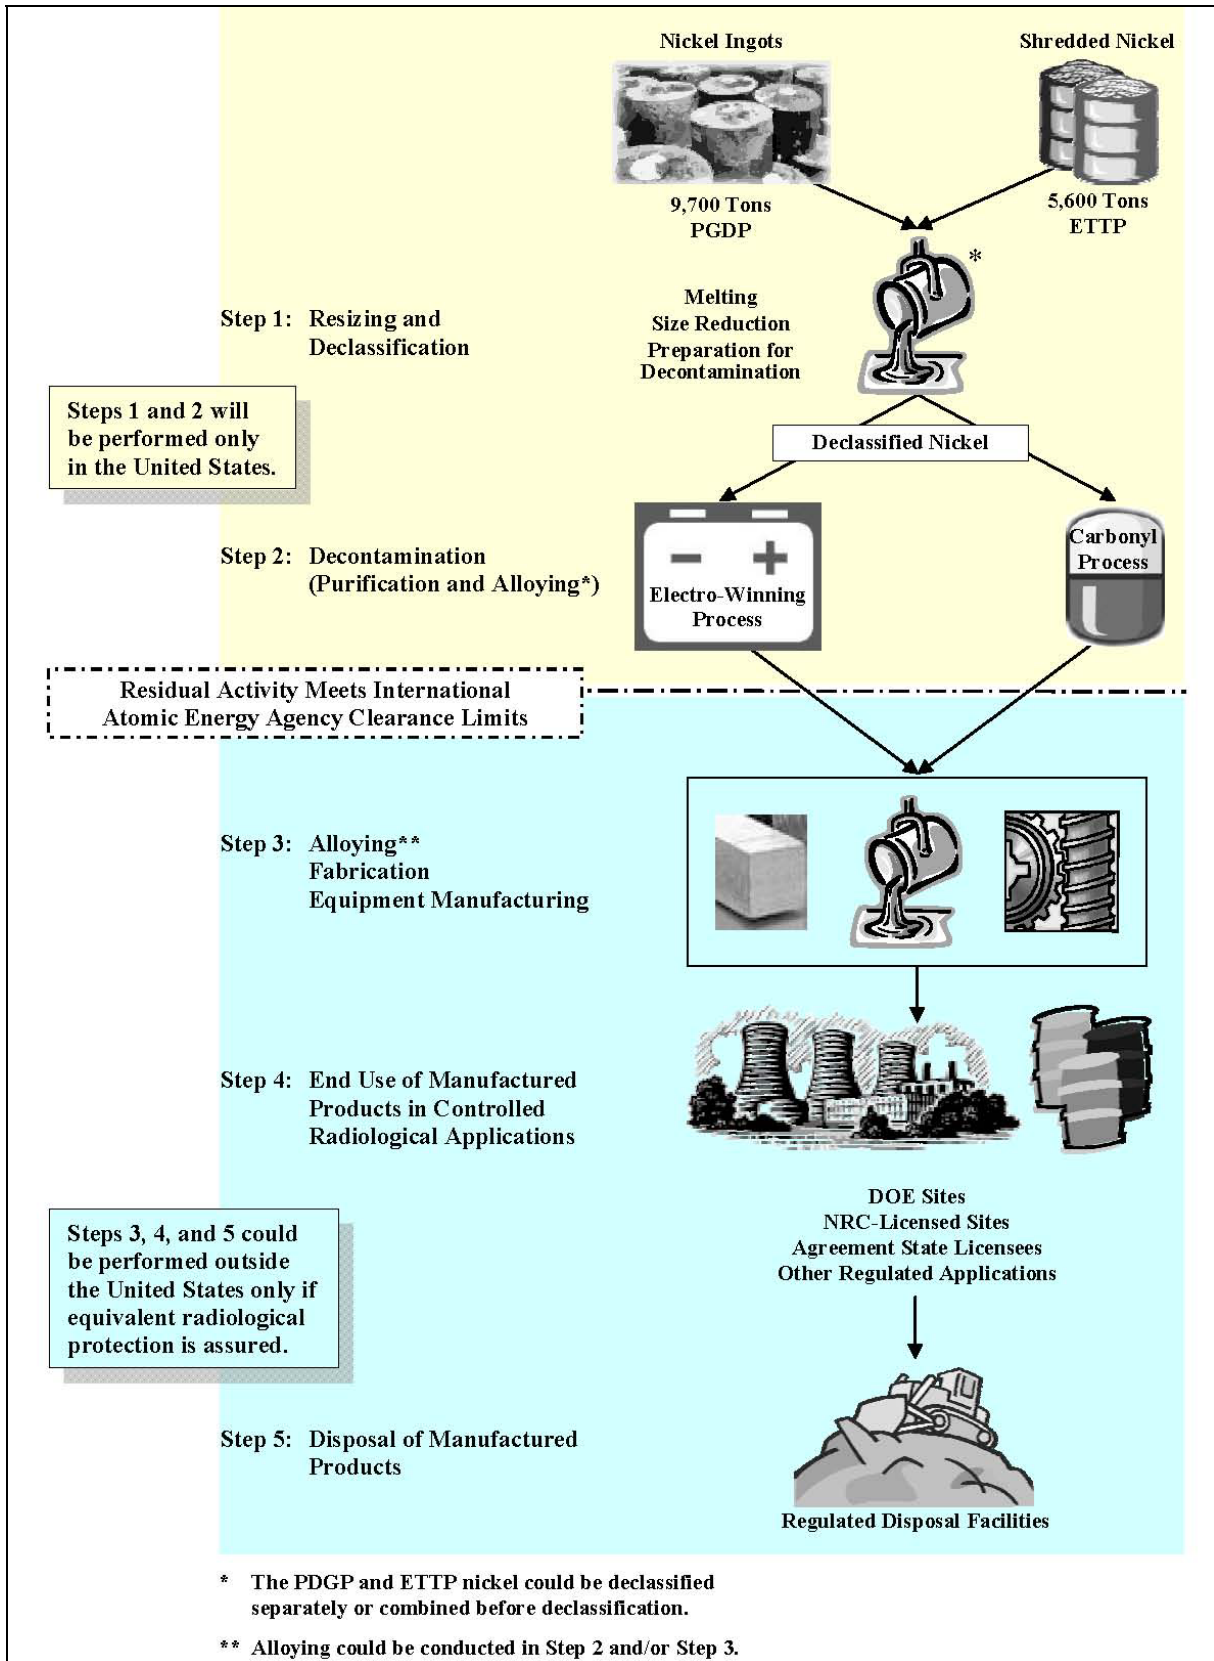 Nickel Ingots
Shredded Nickel
9,700 Tons
PGDP
5,600 Tons
ETTP
*
Step 1: Resizing and
Declassification
Melting
Size Reduction
Preparation for
Decontamination
Steps 1 and 2 will
be performed only
in the United States.
Declassified Nickel
Step 2: Decontamination
(Purification and Alloying*)
− +
Electro-Winning
Process
Carbonyl
Process
Residual Activity Meets International
Atomic Energy Agency Clearance Limits
Step 3: Alloying**
Fabrication
Equipment Manufacturing
Step 4: End Use of Manufactured
Products in Controlled
Radiological Applications
DOE Sites
NRC-Licensed Sites
Agreement State Licensees
Other Regulated Applications
Steps 3, 4, and 5 could
be performed outside
the United States only if
equivalent radiological
protection is assured.
Step 5: Disposal of Manufactured
Products
Regulated Disposal Facilities
* The PDGP and ETTP nickel could be declassified
separately or combined before declassification.
** Alloying could be conducted in Step 2 and/or Step 3.